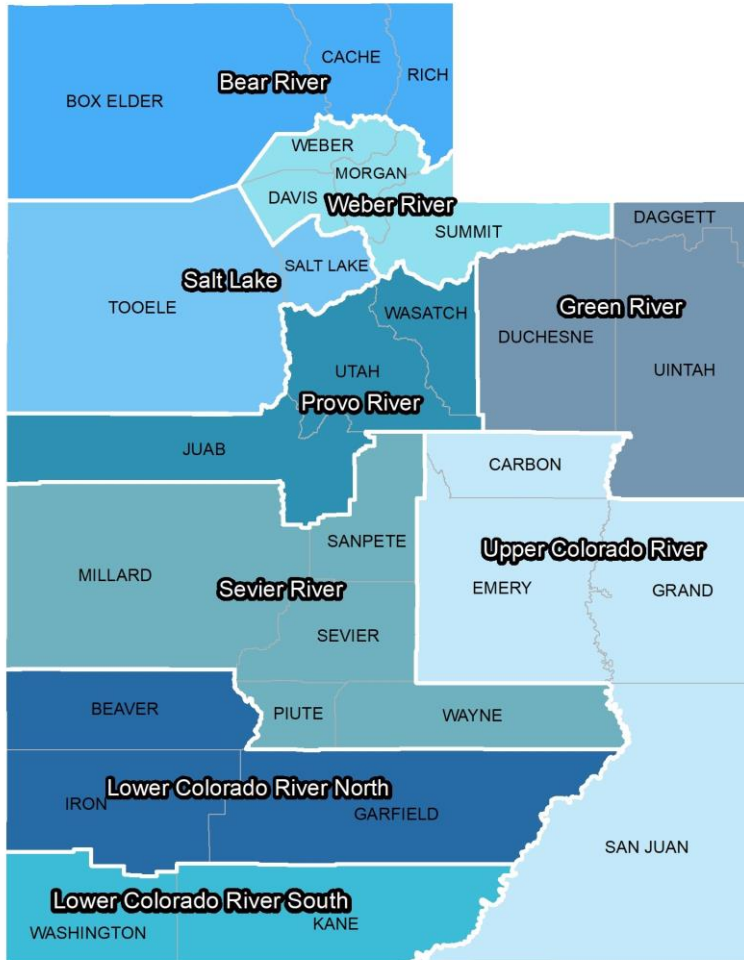 CACHE
RICH
Bear River
BOX ELDER
WEBER
MORGAN
DAVIS
Weber River
SUMMIT
DAGGETT
SALT LAKE
Salt Lake
TOOELE
WASATCH
Green River
DUCHESNE
UTAH
UINTAH
Provo River
JUAB
CARBON
SANPETE
Upper Colorado River
MILLARD
Sevier River
EMERY
GRAND
SEVIER
BEAVER
PIUTE
WAYNE
Lower Colorado River North
IRON
GARFIELD
SAN JUAN
Lower Colorado River South
WASHINGTON
KANE